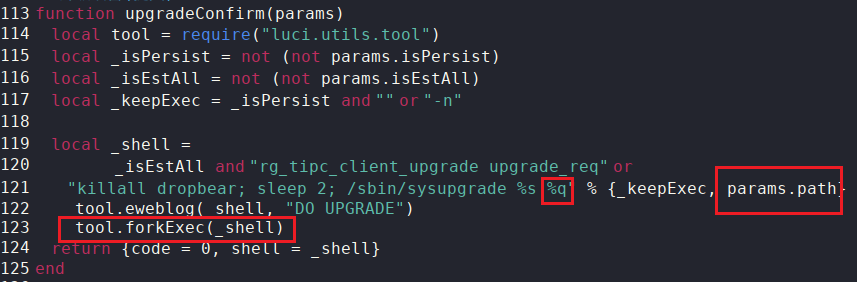 113 function upgradeConfirm(params)
114 local tool = require("luci.utils.tool")
115 local _isPersist = not (not params.isPersist)
116 local _isEstAll = not (not params.isEstAll)
117 local _keepExec = _isPersist and "" or "-n"
118
119 local _shell =
120 _isEstAll and "rg_tipc_client_upgrade upgrade_req" or
121 "killall dropbear; sleep 2; /sbin/sysupgrade %s %q" % {_keepExec, params.path}
122 tool.eweblog(_shell, "DO UPGRADE")
123 tool.forkExec(_shell)
124 return {code = 0, shell = _shell}
125 end